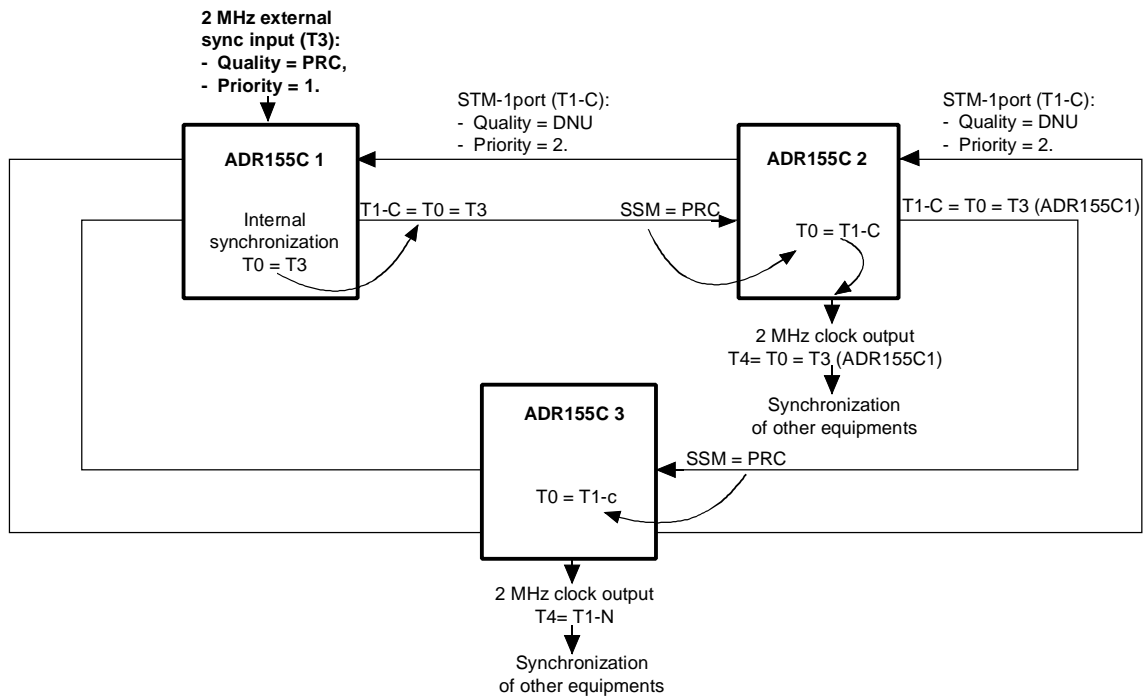 2 MHz external
sync input (T3):
- Quality = PRC,
- Priority = 1.
STM-1port (T1-C):
- Quality = DNU
- Priority = 2.
STM-1port (T1-C):
- Quality = DNU
- Priority = 2.
ADR155C 1
ADR155C 2
T1-C = T0 = T3
SSM = PRC
T1-C = T0 = T3 (ADR155C1)
Internal
synchronization
T0 = T3
T0 = T1-C
2 MHz clock output
T4= T0 = T3 (ADR155C1)
Synchronization
of other equipments
ADR155C 3
SSM = PRC
T0 = T1-c
2 MHz clock output
T4= T1-N
Synchronization
of other equipments